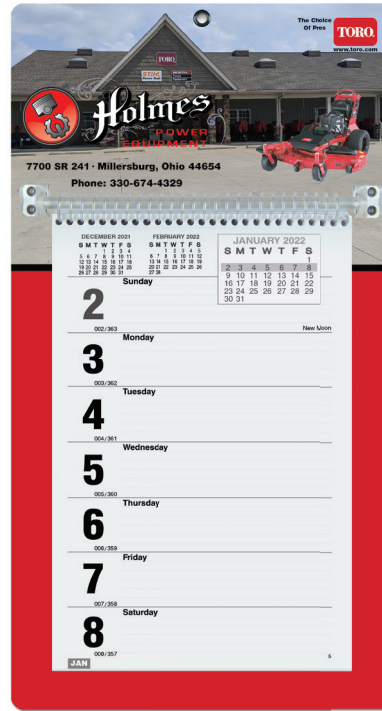 The Choice
Of Pros
TORO
www.toro.com
TORO
STIHL
Holmes
POWER
EQUIPMENT
7700 SR 241 · Millersburg, Ohio 44654
Phone: 330-674-4329
DECEMBER 2021
S M T W T F S
1 2 3 4
5 6 7 8 9 10 11
12 13 14 15 16 17 18
19 20 21 22 23 24 25
26 27 28 29 30 31
FEBRUARY 2022
S M T W T F S
1 2 3 4 5
6 7 8 9 10 11 12
13 14 15 16 17 18 19
20 21 22 23 24 25 26
27 28
JANUARY 2022
S M T W T F S
1
2 3 4 5 6 7 8
9 10 11 12 13 14 15
16 17 18 19 20 21 22
23 24 25 26 27 28 29
30 31
Sunday
2
002/363
New Moon
Monday
3
003/362
Tuesday
4
004/361
Wednesday
5
005/360
Thursday
6
006/359
Friday
7
007/358
Saturday
8
008/357
JAN